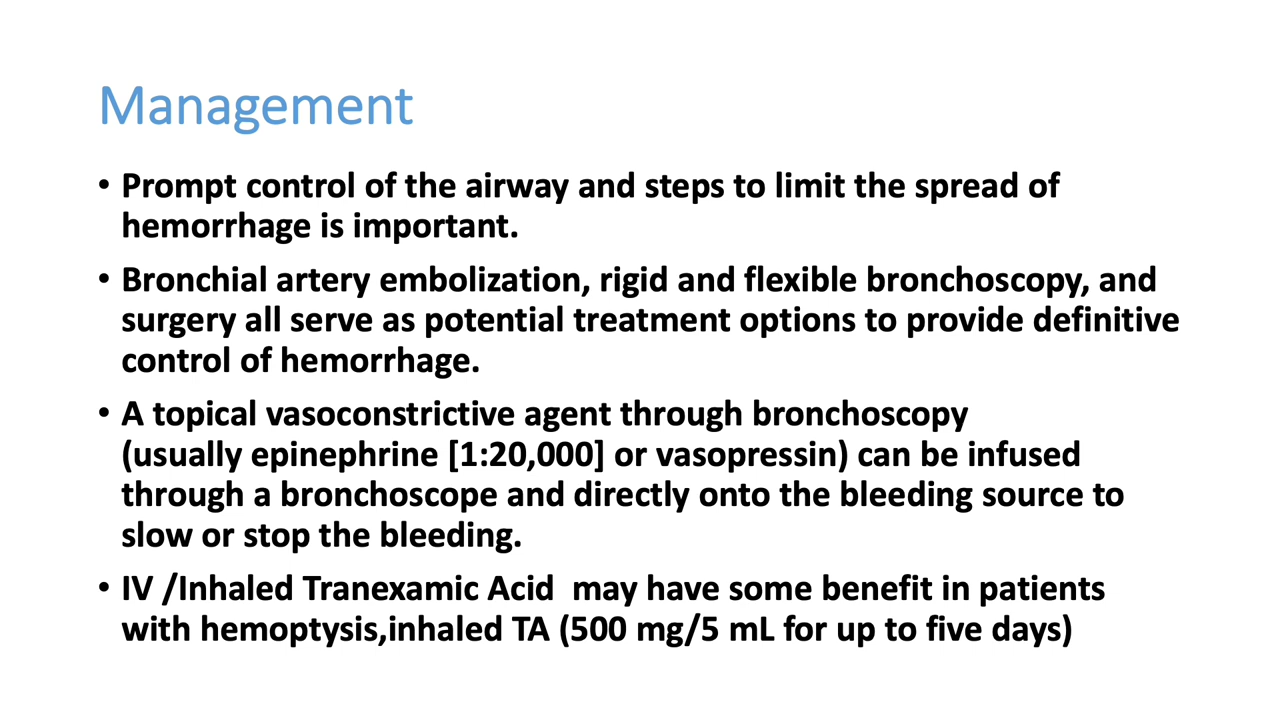 Management
• Prompt control of the airway and steps to limit the spread of
hemorrhage is important.
• Bronchial artery embolization, rigid and flexible bronchoscopy, and
surgery all serve as potential treatment options to provide definitive
control of hemorrhage.
• A topical vasoconstrictive agent through bronchoscopy
(usually epinephrine [1:20,000] or vasopressin) can be infused
through a bronchoscope and directly onto the bleeding source to
slow or stop the bleeding.
• IV /Inhaled Tranexamic Acid  may have some benefit in patients
with hemoptysis,inhaled TA (500 mg/5 mL for up to five days)